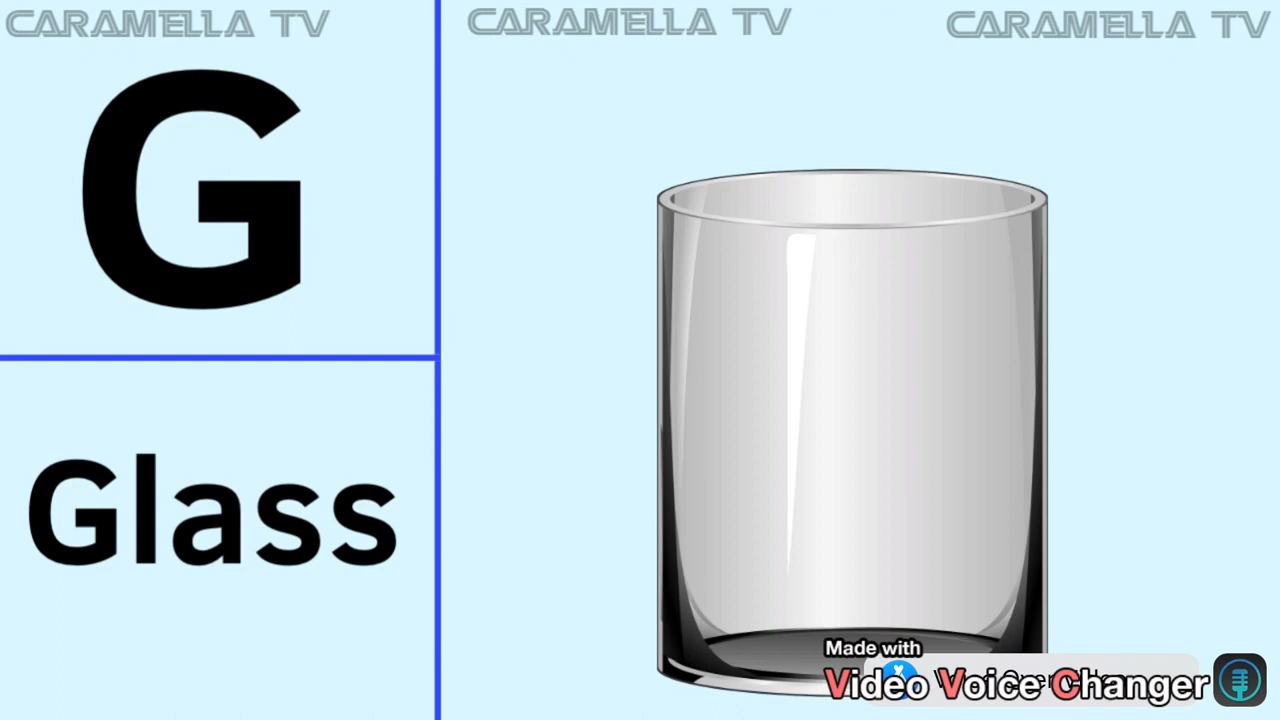 CARAMELLA TV
CARAMELLA TV
CARAMELLA TV
G
Glass
Made with
Video Voice Changer